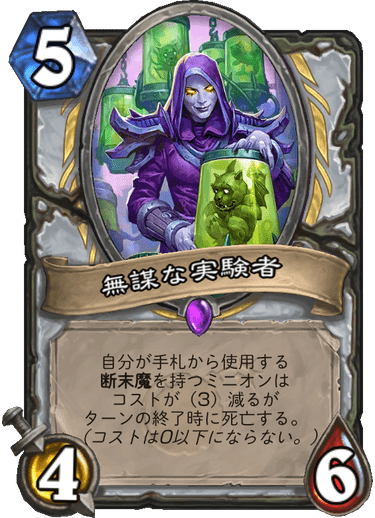 5
無謀な実験者
自分が手札から使用する
断末魔を持つミニオンは
コストが（3）減るが
ターンの終了時に死亡する。
（コストは0以下にならない。）
4
6